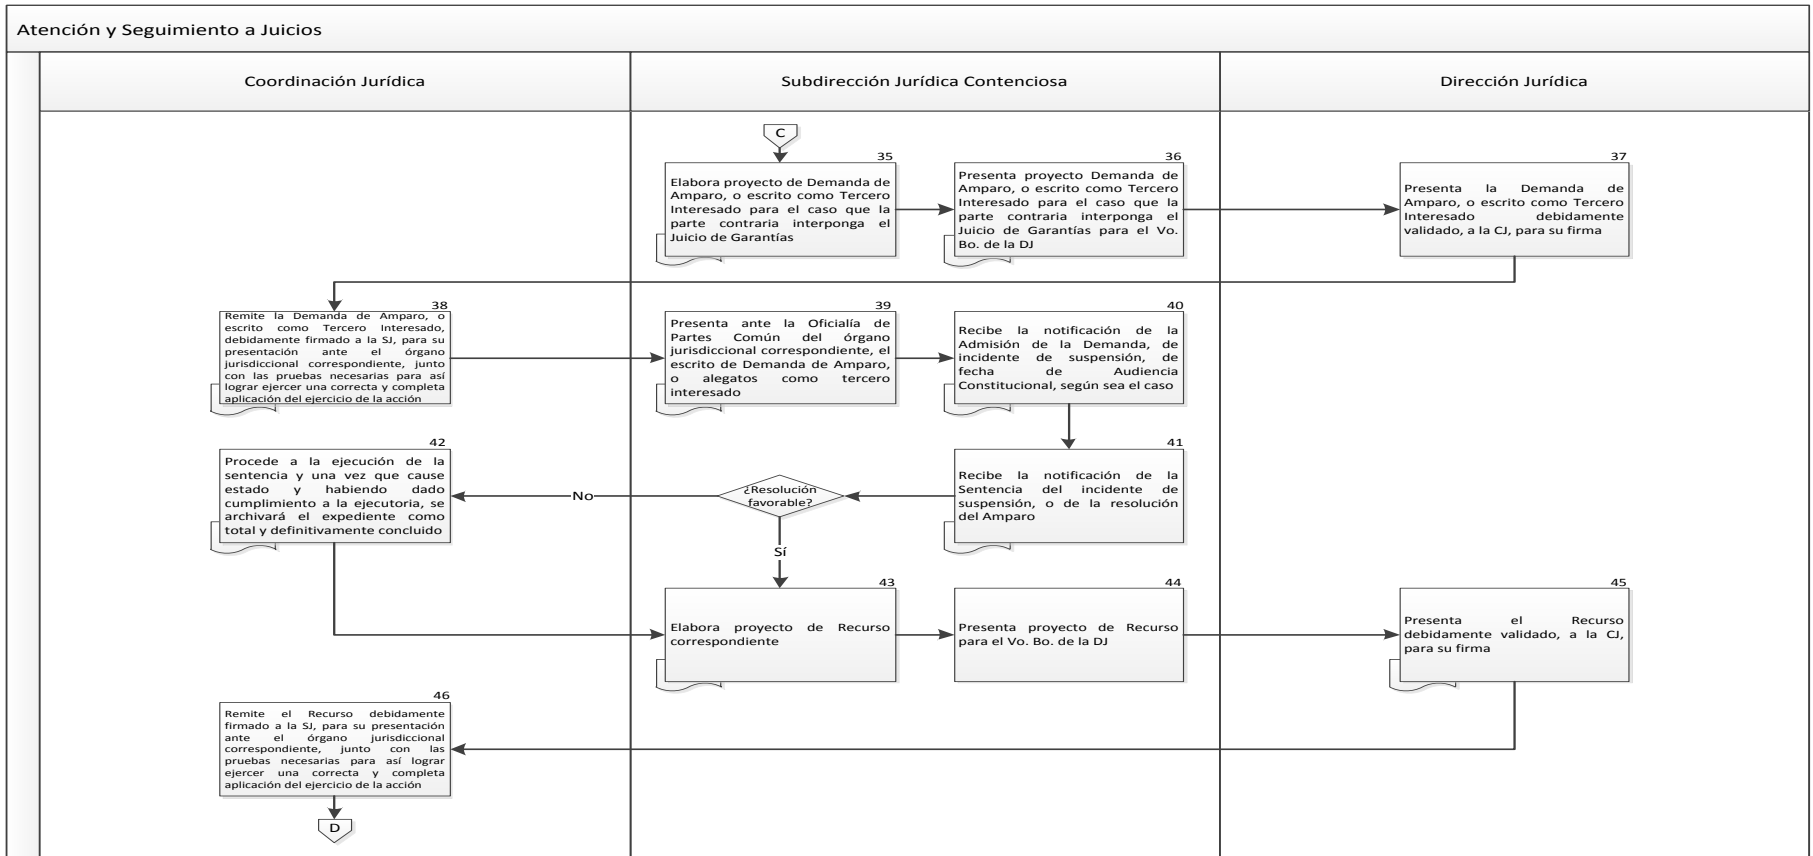 Atención y Seguimiento a Juicios
Coordinación Jurídica
Subdirección Jurídica Contenciosa
Dirección Jurídica
C
35
Elabora proyecto de Demanda de
Amparo, o escrito como Tercero
Interesado para el caso que la
parte contraria interponga el
Juicio de Garantías
36
Presenta proyecto Demanda de
Amparo, o escrito como Tercero
Interesado para el caso que la
parte contraria interponga el
Juicio de Garantías para el Vo.
Bo. de la DJ
37
Presenta la Demanda de
Amparo, o escrito como Tercero
Interesado debidamente
validado, a la CJ, para su firma
38
Remite la Demanda de Amparo, o
escrito como Tercero Interesado,
debidamente firmado a la SJ, para su
presentación ante el órgano
jurisdiccional correspondiente, junto
con las pruebas necesarias para así
lograr ejercer una correcta y completa
aplicación del ejercicio de la acción
39
Presenta ante la Oficialía de
Partes Común del órgano
jurisdiccional correspondiente, el
escrito de Demanda de Amparo,
o alegatos como tercero
interesado
40
Recibe la notificación de la
Admisión de la Demanda, de
incidente de suspensión, de
fecha de Audiencia
Constitucional, según sea el caso
42
Procede a la ejecución de la
sentencia y una vez que cause
estado y habiendo dado
cumplimiento a la ejecutoria, se
archivará el expediente como
total y definitivamente concluido
No
¿Resolución
favorable?
Sí
41
Recibe la notificación de la
Sentencia del incidente de
suspensión, o de la resolución
del Amparo
43
Elabora proyecto de Recurso
correspondiente
44
Presenta proyecto de Recurso
para el Vo. Bo. de la DJ
45
Presenta el Recurso
debidamente validado, a la CJ,
para su firma
46
Remite el Recurso debidamente
firmado a la SJ, para su presentación
ante el órgano jurisdiccional
correspondiente, junto con las
pruebas necesarias para así lograr
ejercer una correcta y completa
aplicación del ejercicio de la acción
D